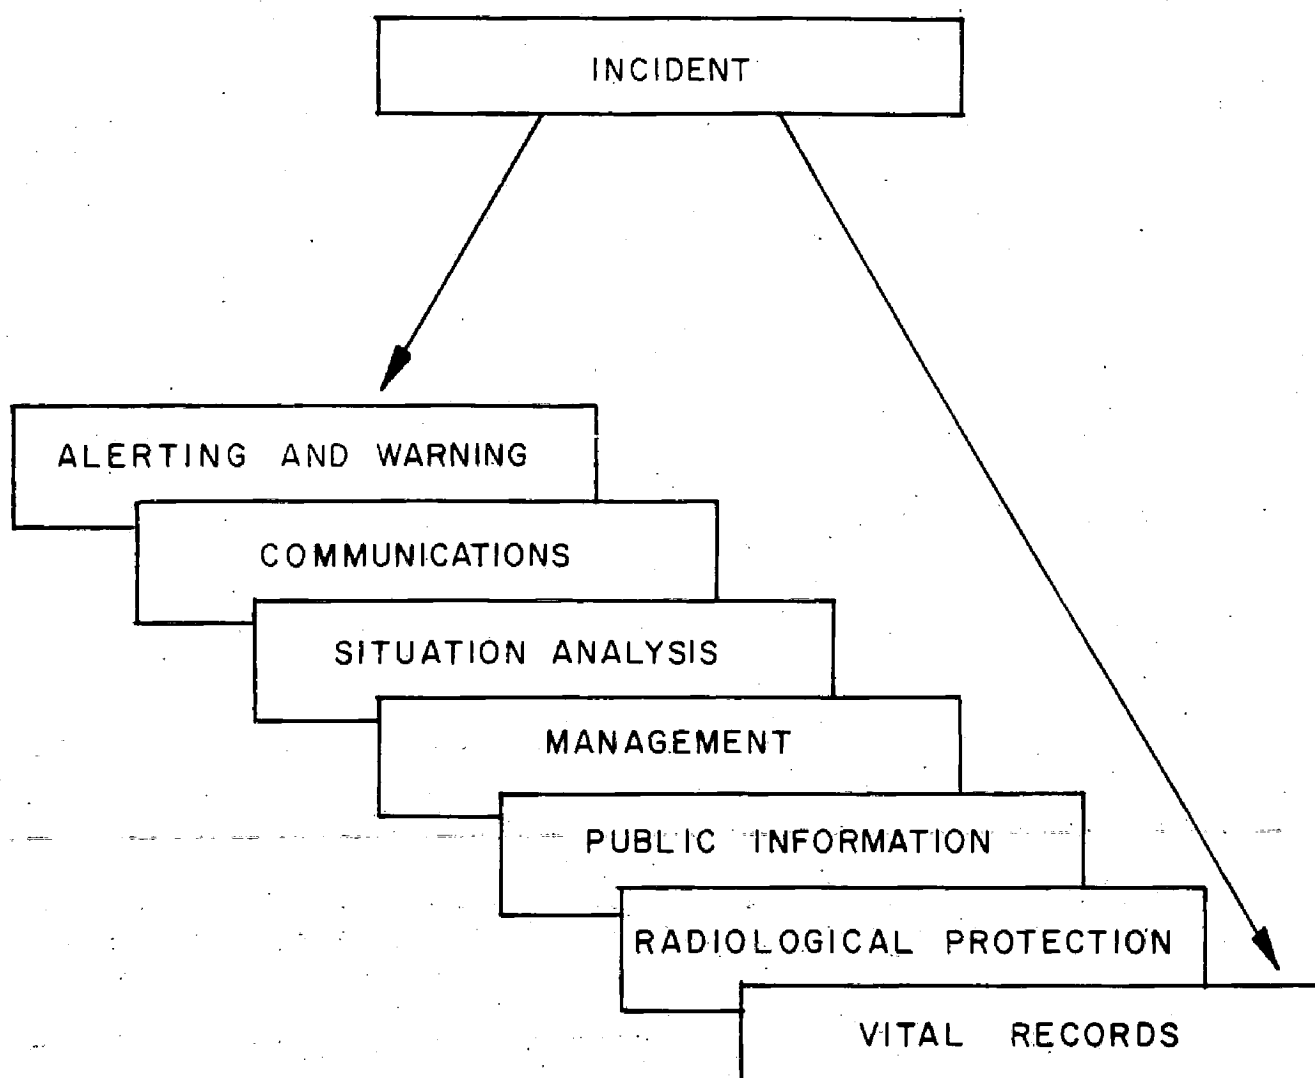 INCIDENT
ALERTING AND WARNING
COMMUNICATIONS
SITUATION ANALYSIS
MANAGEMENT
PUBLIC INFORMATION
RADIOLOGICAL PROTECTION
VITAL RECORDS